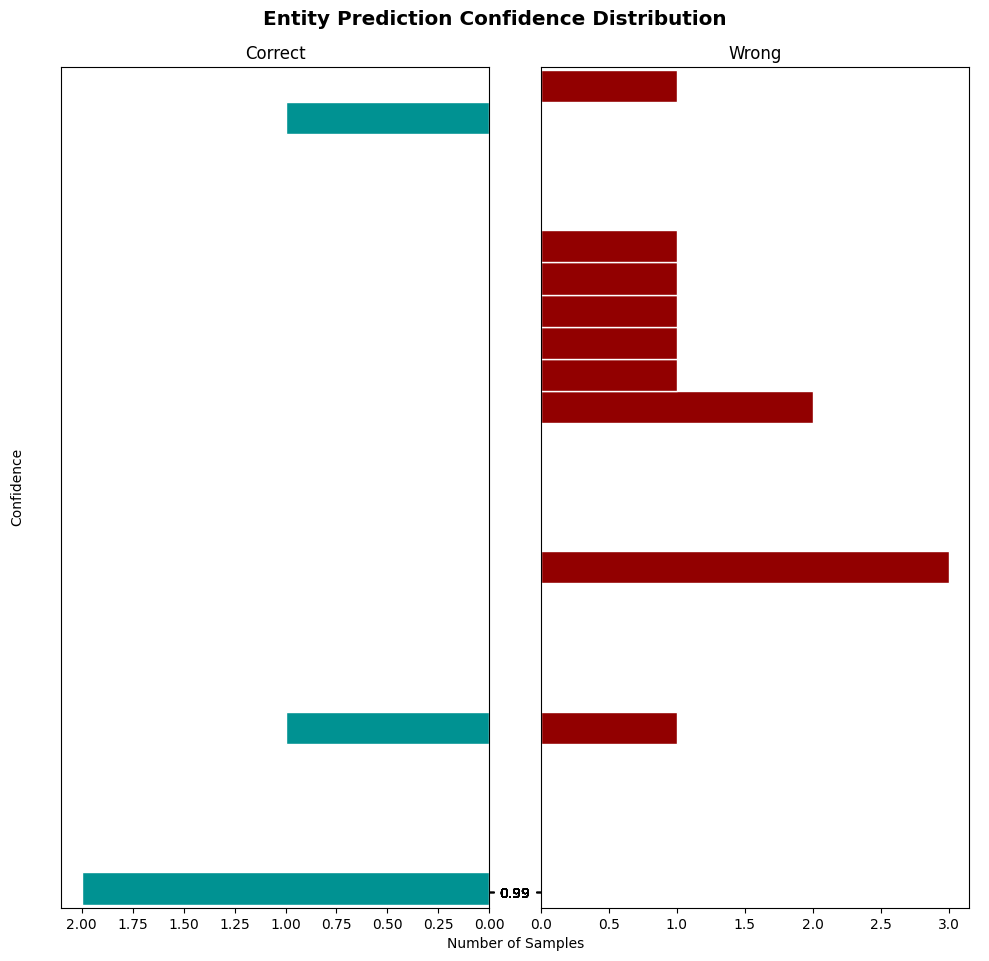 Entity Prediction Confidence Distribution
Correct
Wrong
Confidence
0.99
2.00 1.75 1.50 1.25 1.00 0.75 0.50 0.25 0.00
0.0 0.5 1.0 1.5 2.0 2.5 3.0
Number of Samples